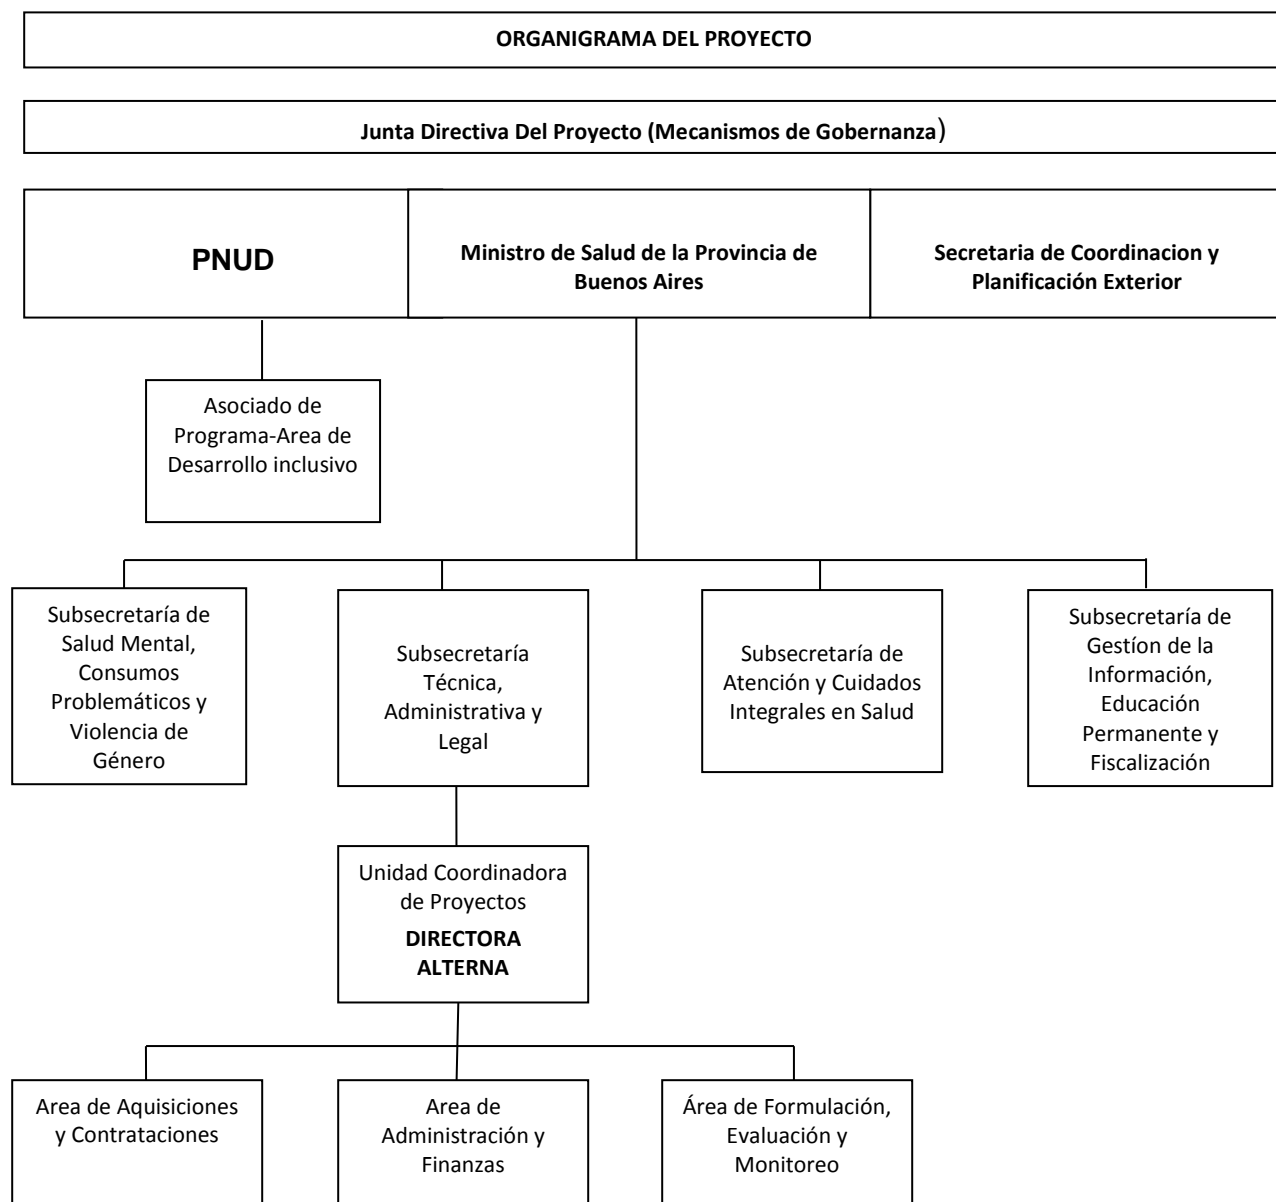 ORGANIGRAMA DEL PROYECTO
Junta Directiva Del Proyecto (Mecanismos de Gobernanza)
PNUD
Ministro de Salud de la Provincia de
Buenos Aires
Secretaria de Coordinacion y
Planificación Exterior
Asociado de
Programa-Area de
Desarrollo inclusivo
Subsecretaría de
Salud Mental,
Consumos
Problemáticos y
Violencia de
Género
Subsecretaría
Técnica,
Administrativa y
Legal
Subsecretaría de
Atención y Cuidados
Integrales en Salud
Subsecretaría de
Gestíon de la
Información,
Educación
Permanente y
Fiscalización
Unidad Coordinadora
de Proyectos
DIRECTORA
ALTERNA
Area de Aquisiciones
y Contrataciones
Area de
Administración y
Finanzas
Área de Formulación,
Evaluación y
Monitoreo